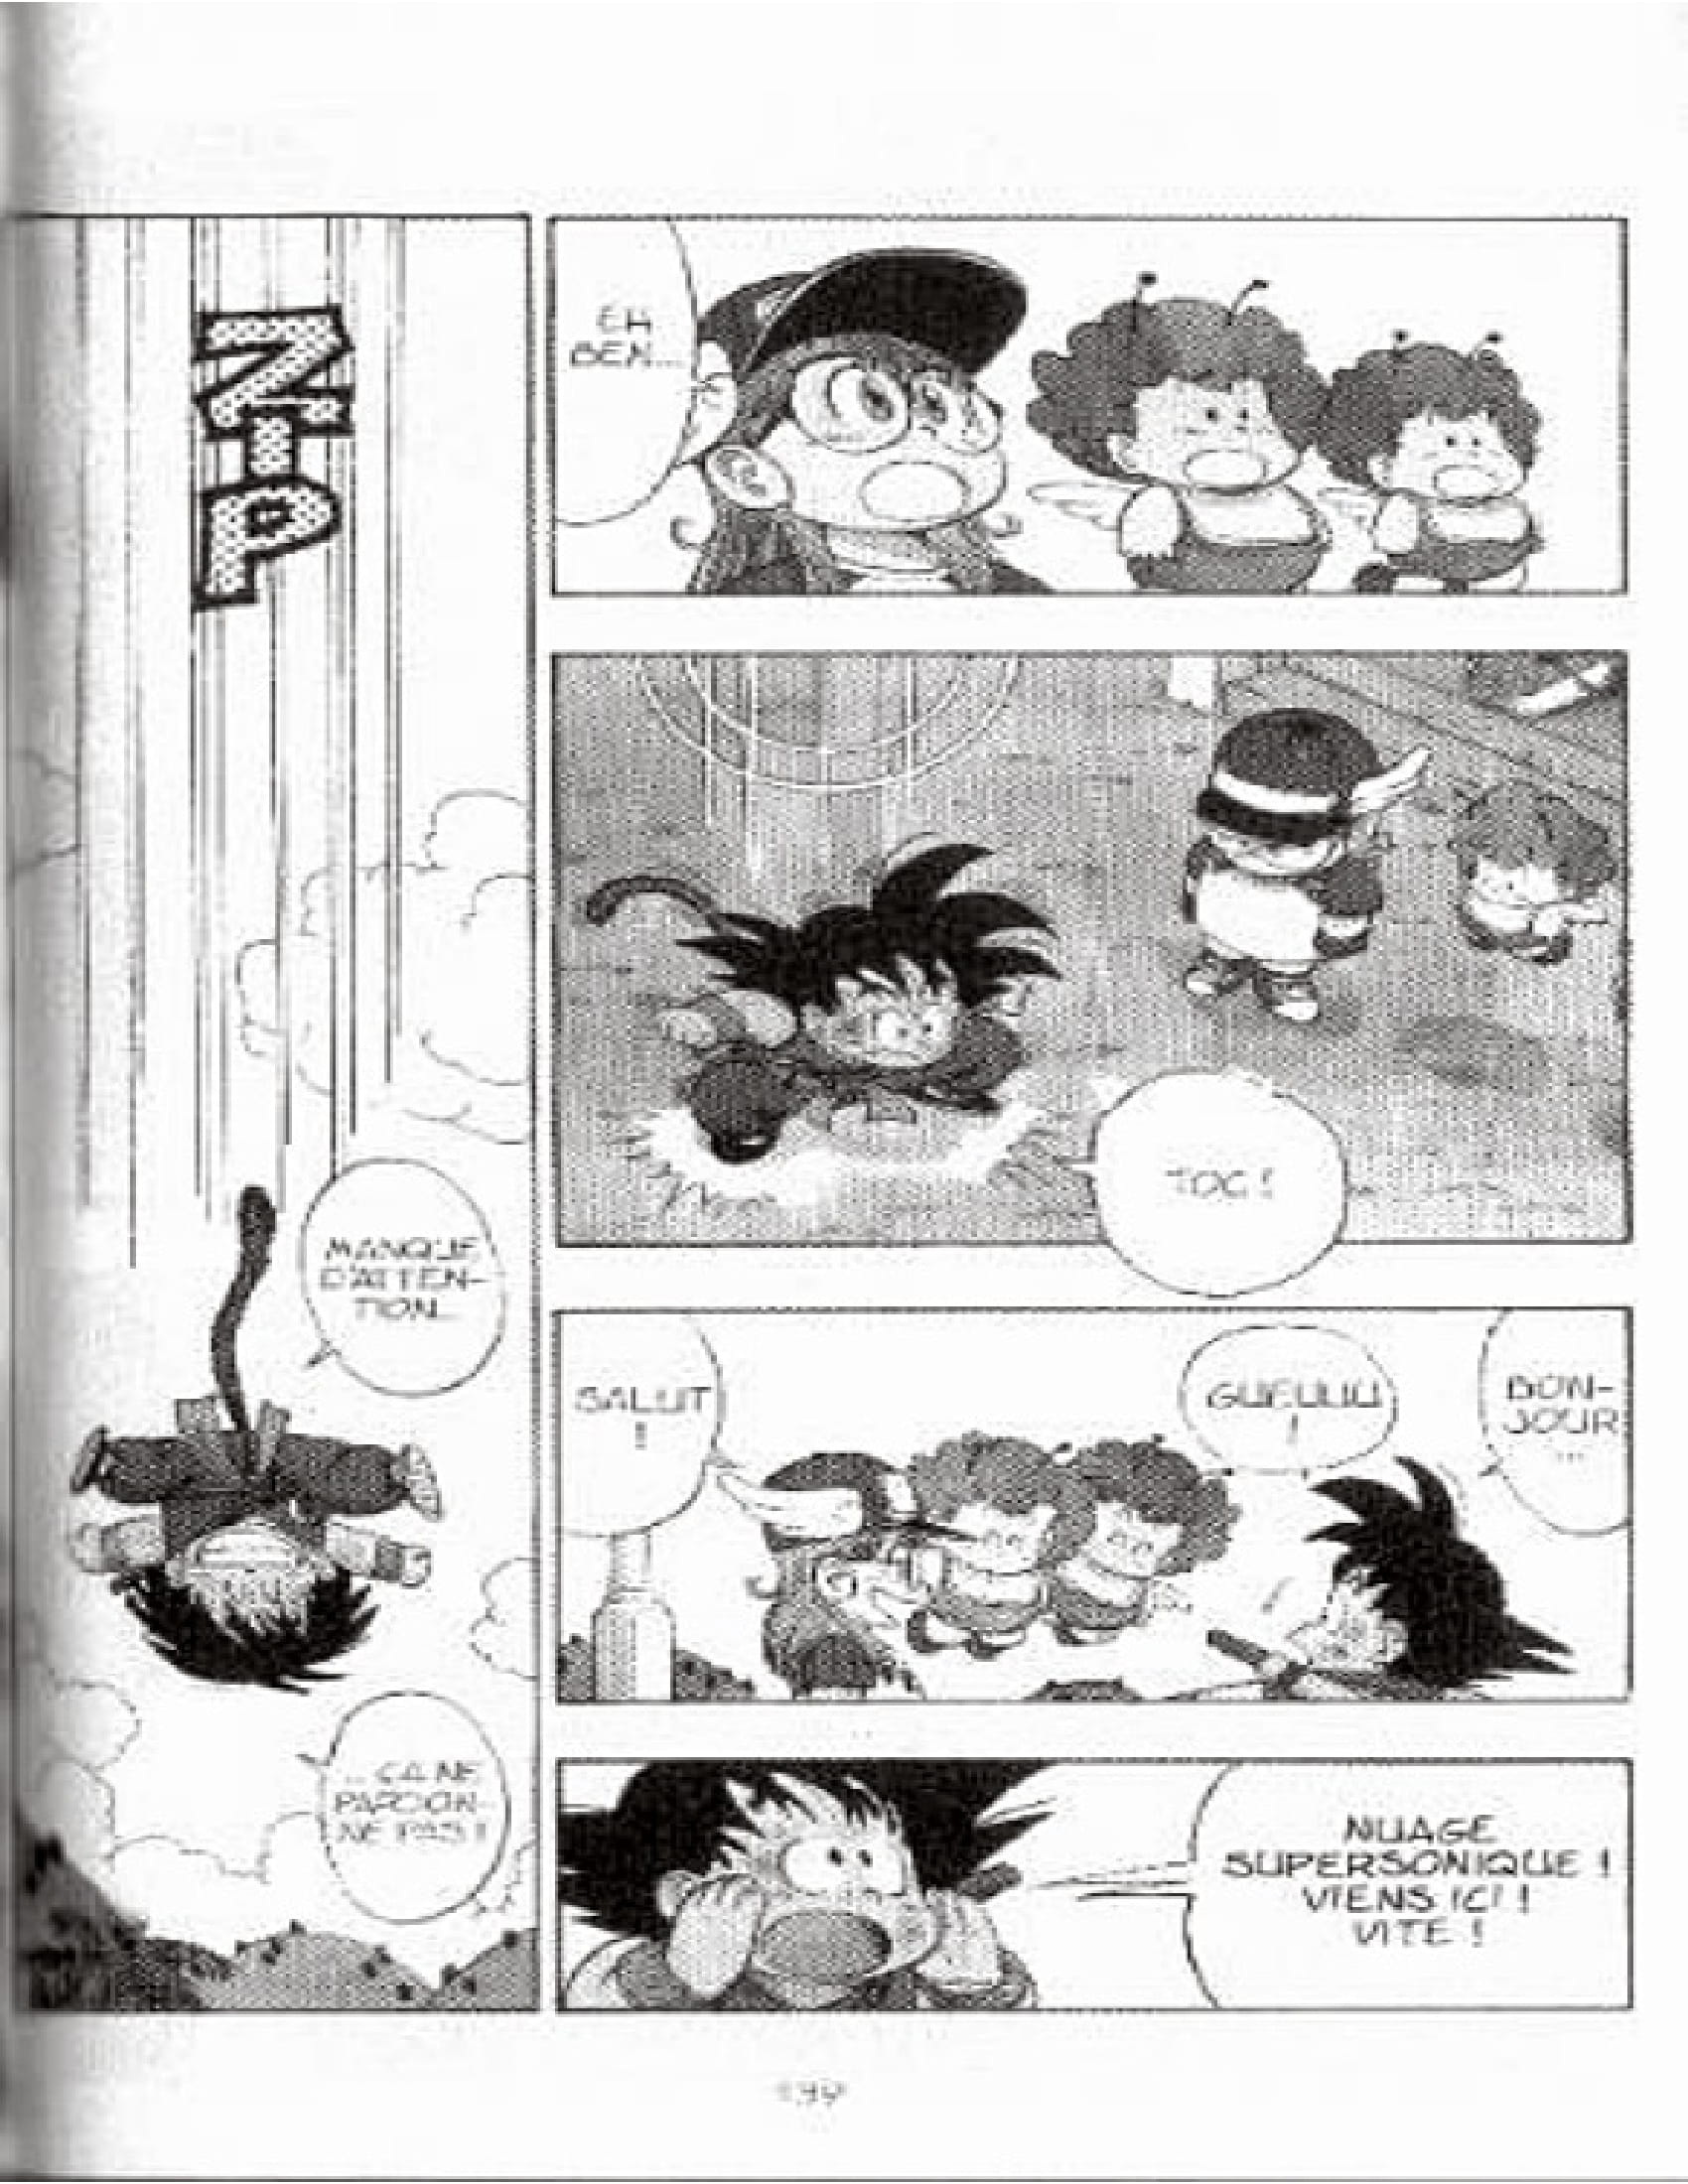 EH
BEN...
TOC !
BON-
JOUR
...
GUEUUU
!
SALUT
!
NUAGE
SUPERSONIQUE !
VIENS ICI !
VITE !
MANQUE
D'ATTEN-
TION...
...ÇA NE
PARDON-
NE PAS !